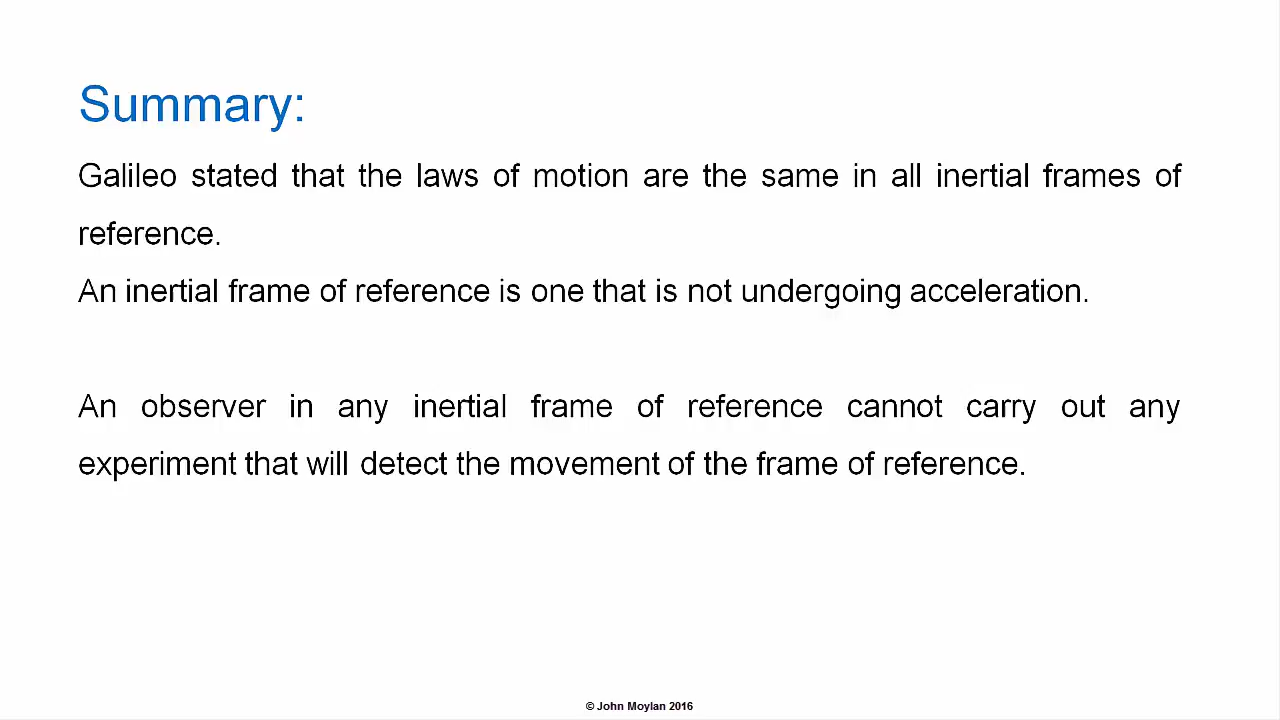 Summary:
Galileo stated that the laws of motion are the same in all inertial frames of
reference.
An inertial frame of reference is one that is not undergoing acceleration.
An observer in any inertial frame of reference cannot carry out any
experiment that will detect the movement of the frame of reference.
© John Moylan 2016